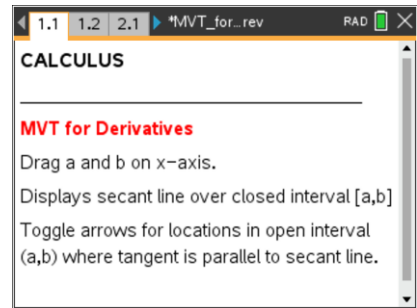 1.1 1.2 2.1 *MVT_for...rev RAD
CALCULUS
MVT for Derivatives
Drag a and b on x-axis.
Displays secant line over closed interval [a,b]
Toggle arrows for locations in open interval
(a,b) where tangent is parallel to secant line.